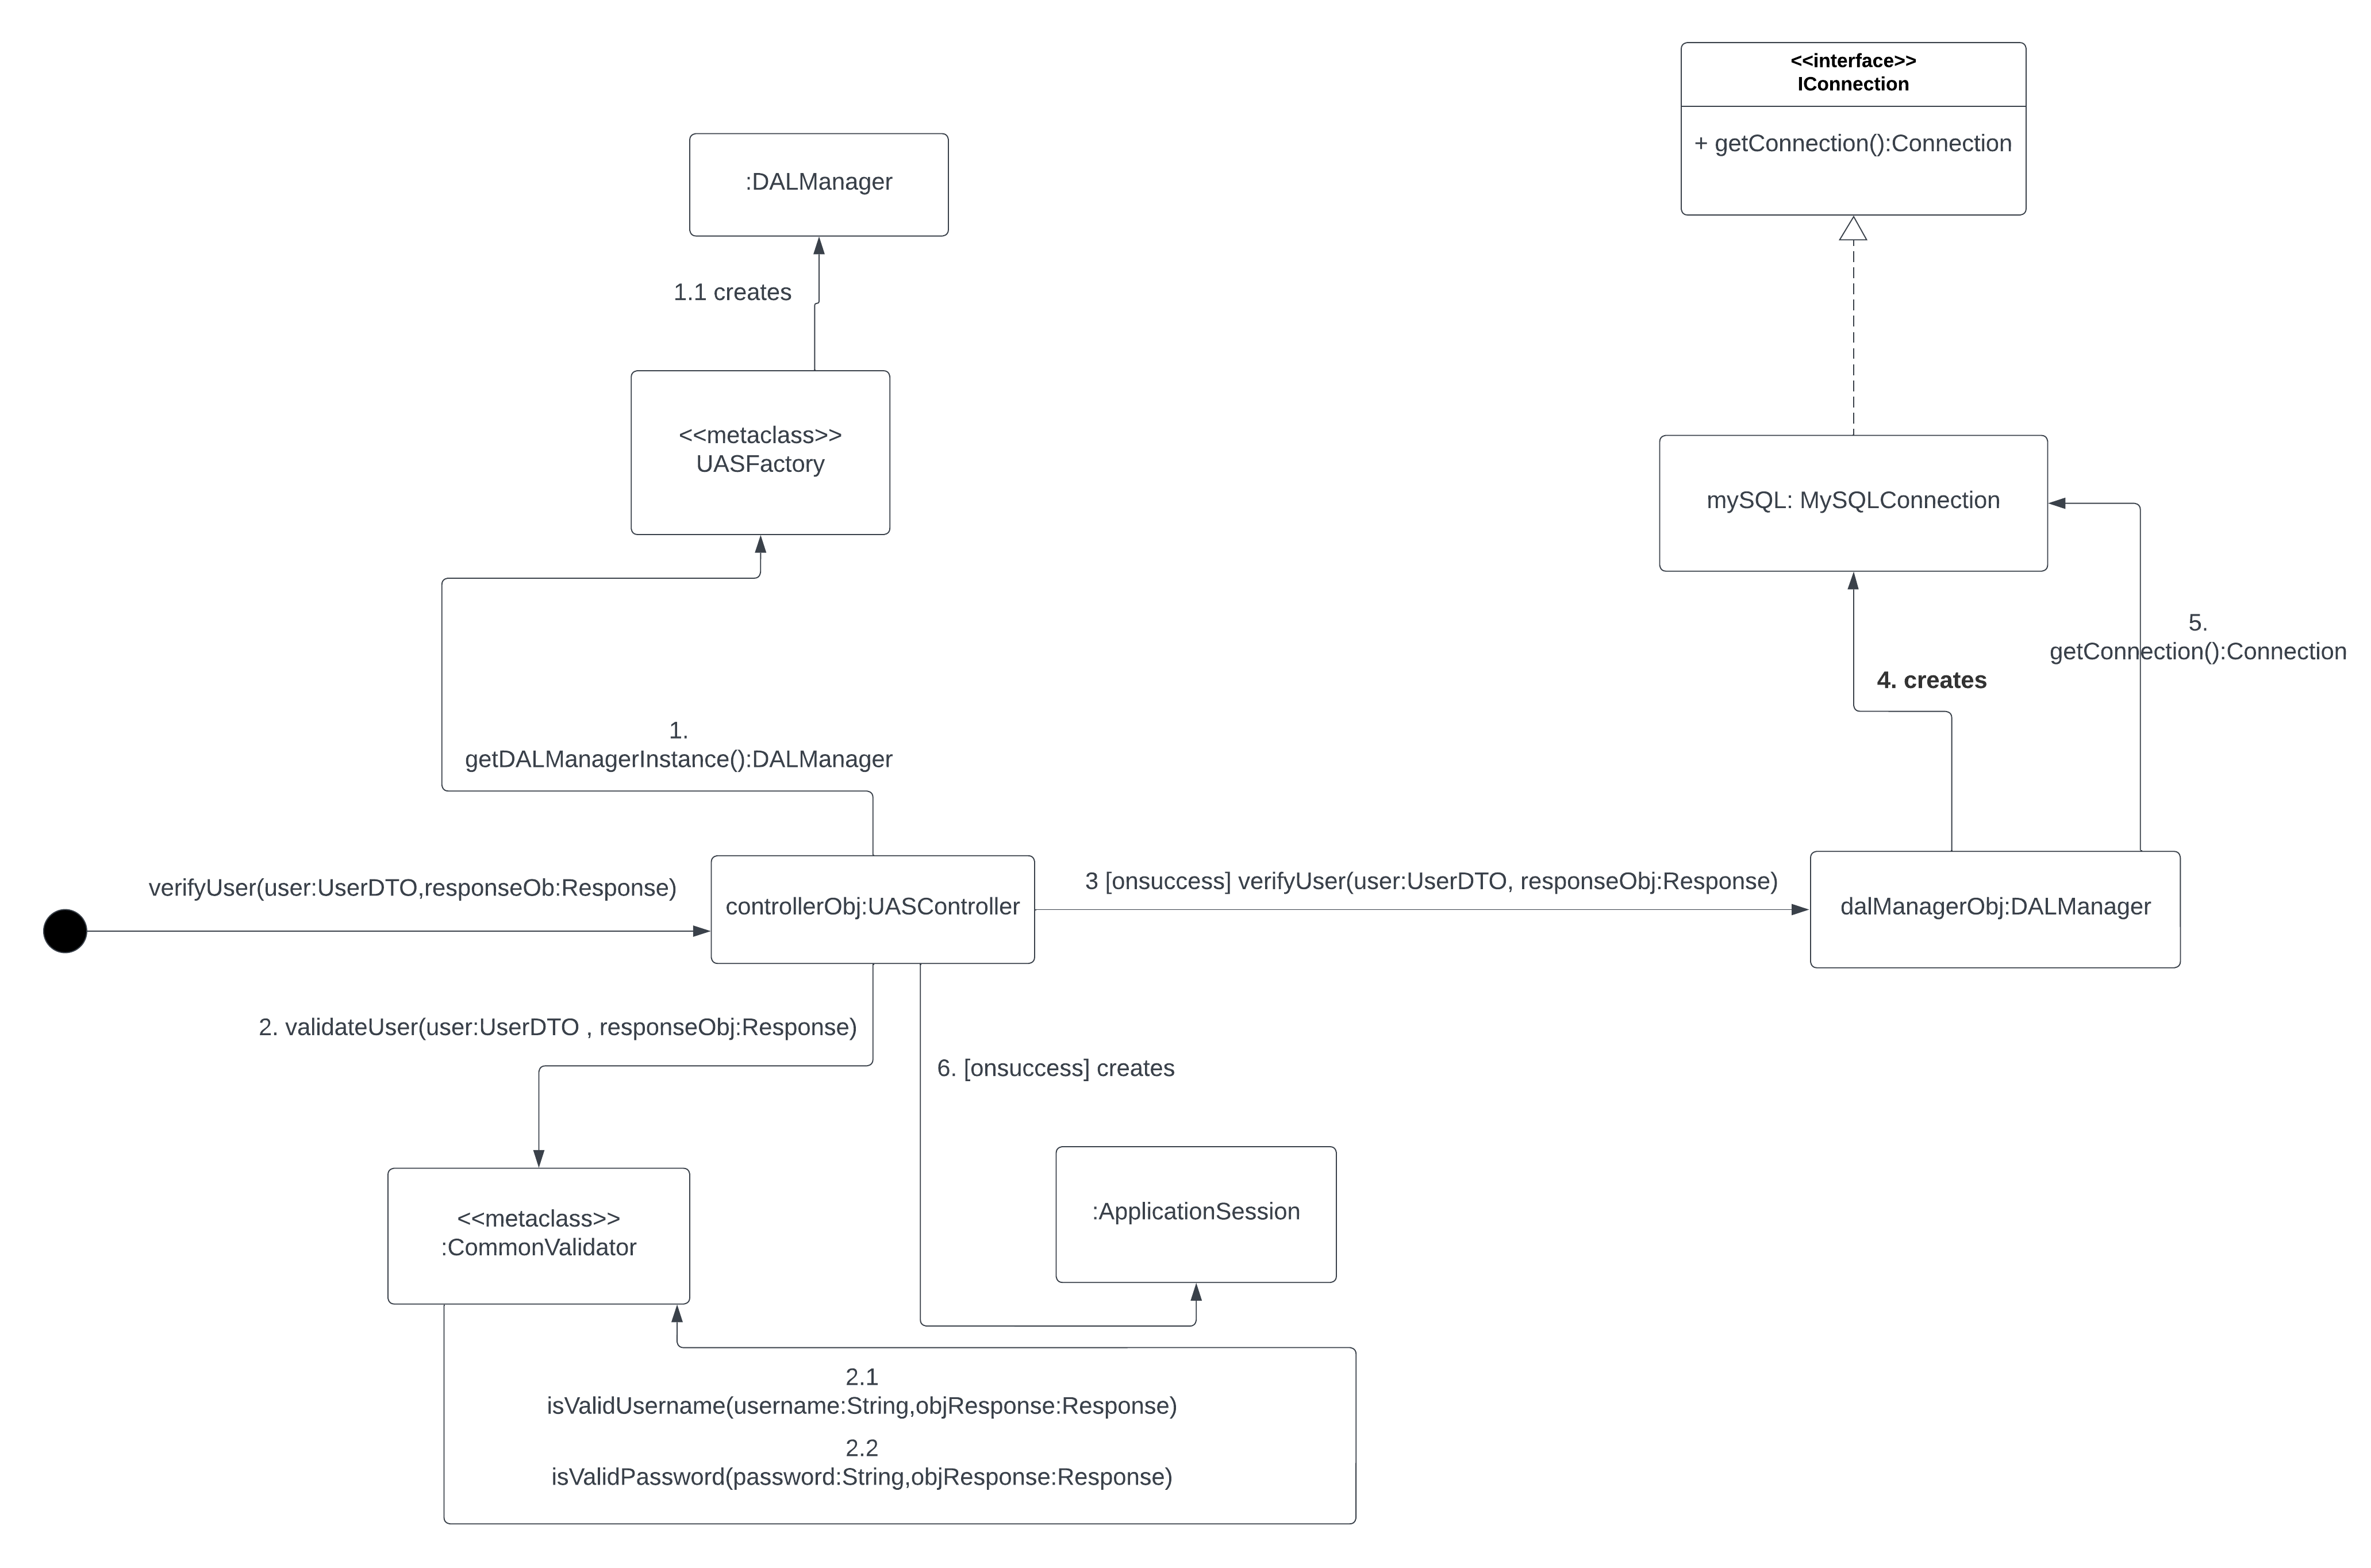 <<interface>>
IConnection
+ getConnection():Connection
:DALManager
1.1 creates
<<metaclass>>
UASFactory
mySQL: MySQLConnection
5.
getConnection():Connection
4. creates
1.
getDALManagerInstance():DALManager
verifyUser(user:UserDTO,responseOb:Response)
controllerObj:UASController
3 [onsuccess] verifyUser(user:UserDTO, responseObj:Response)
dalManagerObj:DALManager
2. validateUser(user:UserDTO , responseObj:Response)
6. [onsuccess] creates
<<metaclass>>
:CommonValidator
:ApplicationSession
2.1
isValidUsername(username:String,objResponse:Response)
2.2
isValidPassword(password:String,objResponse:Response)